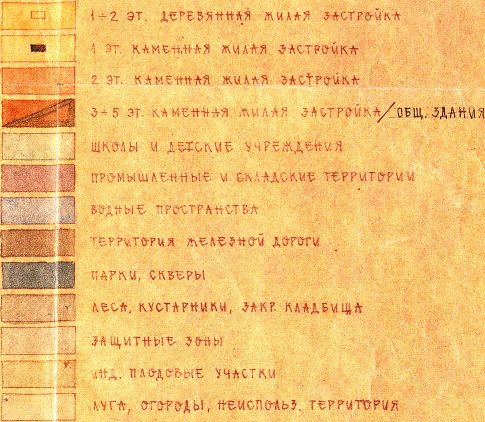 1÷2 ЭТ. ДЕРЕВЯННАЯ ЖИЛАЯ ЗАСТРОЙКА
1 ЭТ. КАМЕННАЯ ЖИЛАЯ ЗАСТРОЙКА
2 ЭТ. КАМЕННАЯ ЖИЛАЯ ЗАСТРОЙКА
3÷5 ЭТ. КАМЕННАЯ ЖИЛАЯ ЗАСТРОЙКА/ОБЩ. ЗДАНИЯ
ШКОЛЫ И ДЕТСКИЕ УЧРЕЖДЕНИЯ
ПРОМЫШЛЕННЫЕ И СКЛАДСКИЕ ТЕРРИТОРИИ
ВОДНЫЕ ПРОСТРАНСТВА
ТЕРРИТОРИЯ ЖЕЛЕЗНОЙ ДОРОГИ
ПАРКИ, СКВЕРЫ
ЛЕСА, КУСТАРНИКИ, ЗАКР. КЛАДБИЩА
ЗАЩИТНЫЕ ЗОНЫ
ИНД. ПЛОДОВЫЕ УЧАСТКИ
ЛУГА, ОГОРОДЫ, НЕИСПОЛЬЗ. ТЕРРИТОРИЯ